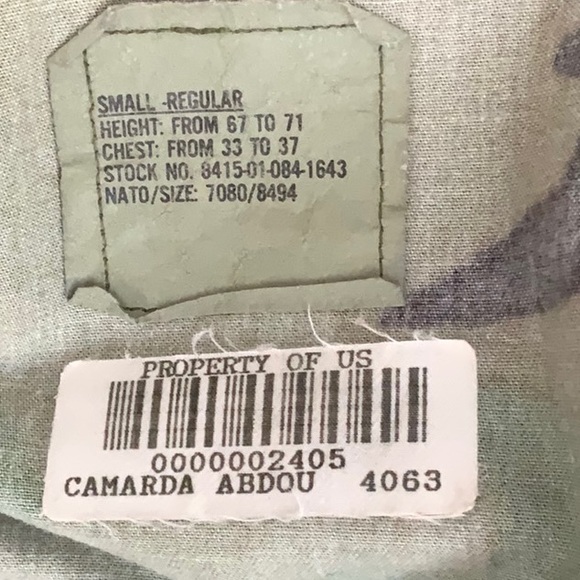 SMALL-REGULAR
HEIGHT: FROM 67 TO 71
CHEST: FROM 33 TO 37
STOCK NO. 8415-01-084-1643
NATO/SIZE: 7080/8494
PROPERTY OF US
0000002405
CAMARDA ABDOU 4063